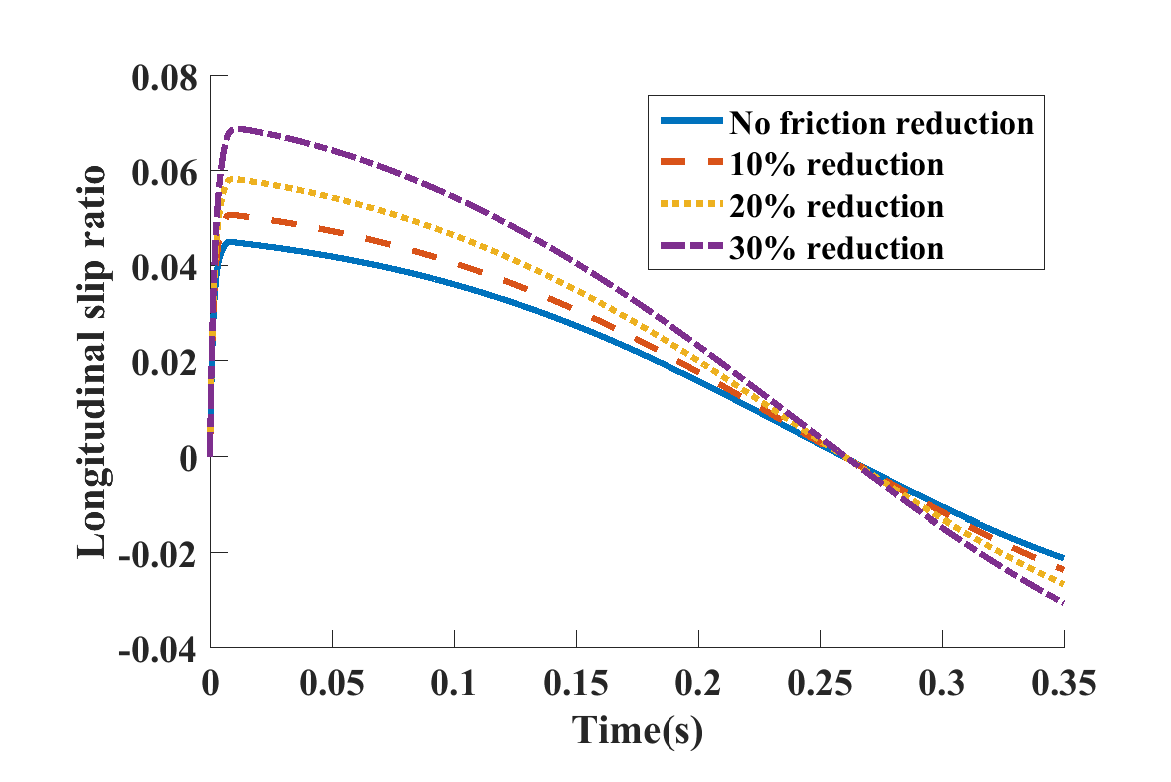 0.08
0.06
0.04
0.02
0
-0.02
-0.04
Longitudinal slip ratio
No friction reduction
10% reduction
20% reduction
30% reduction
0 0.05 0.1 0.15 0.2 0.25 0.3 0.35
Time(s)